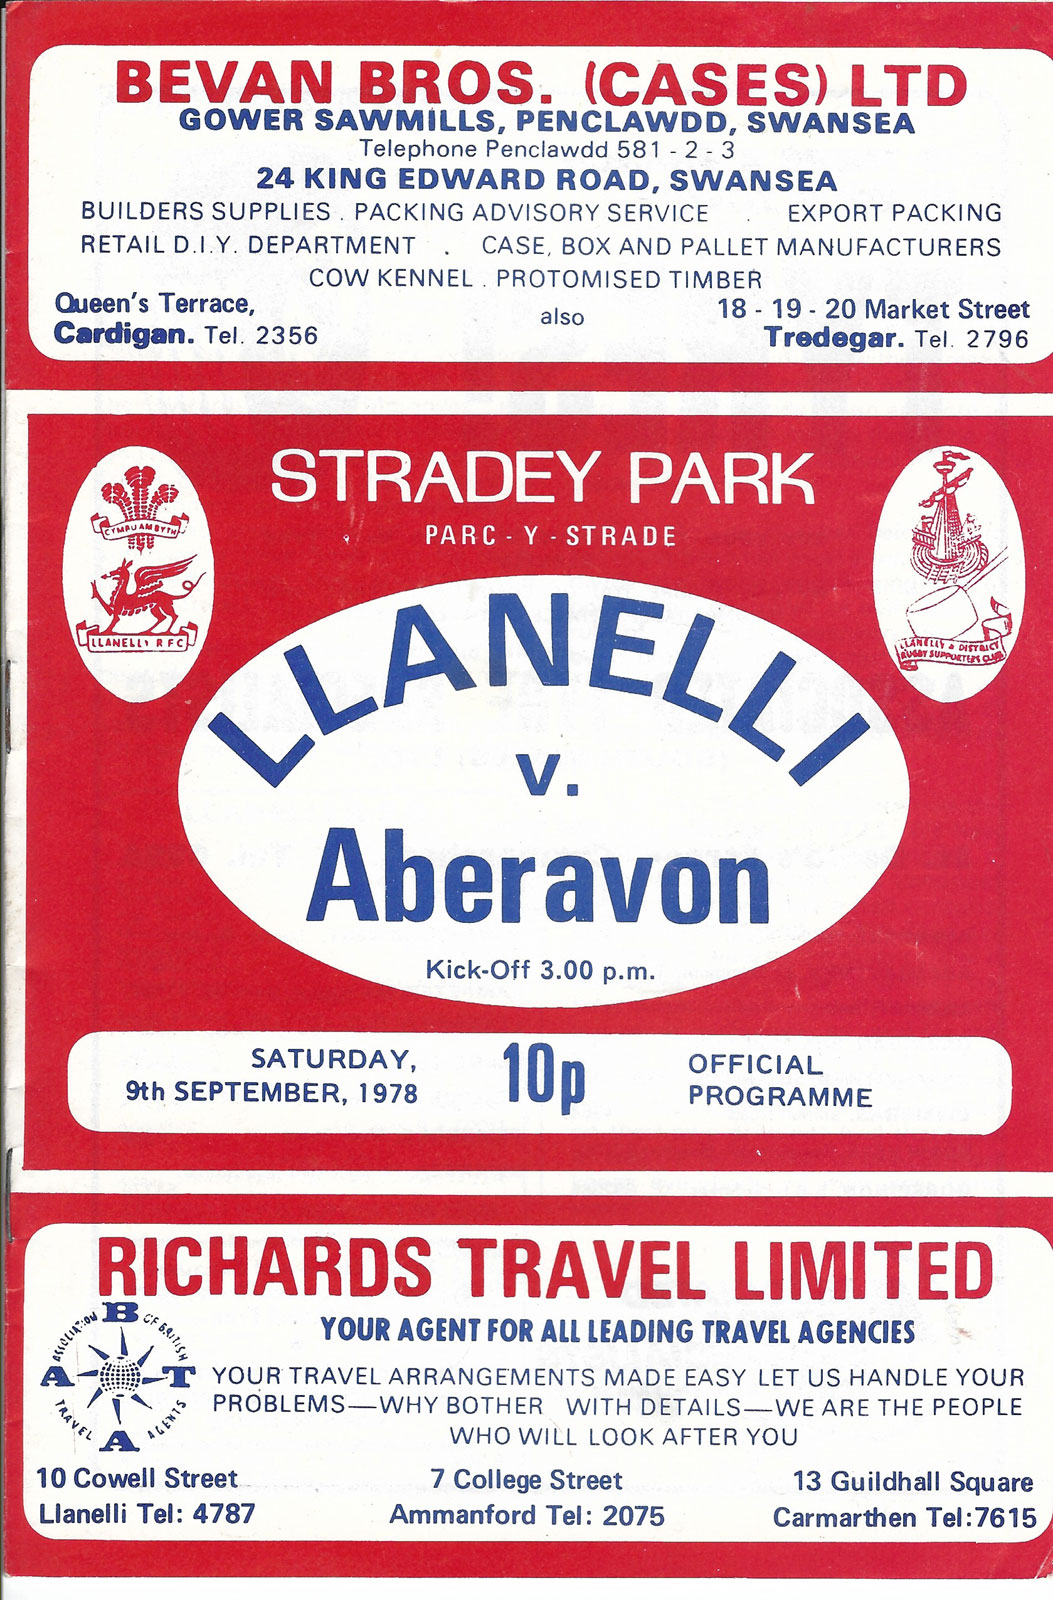 BEVAN BROS. (CASES) LTD
GOWER SAWMILLS, PENCLAWDD, SWANSEA
Telephone Penclawdd 581 - 2 - 3
24 KING EDWARD ROAD, SWANSEA
BUILDERS SUPPLIES . PACKING ADVISORY SERVICE . EXPORT PACKING
RETAIL D.I.Y. DEPARTMENT . CASE, BOX AND PALLET MANUFACTURERS
COW KENNEL . PROTOMISED TIMBER
Queen's Terrace,
Cardigan. Tel. 2356
also
18 - 19 - 20 Market Street
Tredegar. Tel. 2796
STRADEY PARK
PARC - Y - STRADE
CYMRU AM BYTH
LLANELLI RFC
LLANELLY & DISTRICT
RUGBY SUPPORTERS CLUB
LLANELLI
v.
Aberavon
Kick-Off 3.00 p.m.
SATURDAY,
9th SEPTEMBER, 1978
10p
OFFICIAL
PROGRAMME
RICHARDS TRAVEL LIMITED
ASSOCIATION OF BRITISH
TRAVEL AGENTS
A B T A
YOUR AGENT FOR ALL LEADING TRAVEL AGENCIES
YOUR TRAVEL ARRANGEMENTS MADE EASY LET US HANDLE YOUR
PROBLEMS—WHY BOTHER WITH DETAILS—WE ARE THE PEOPLE
WHO WILL LOOK AFTER YOU
10 Cowell Street
Llanelli Tel: 4787
7 College Street
Ammanford Tel: 2075
13 Guildhall Square
Carmarthen Tel:7615